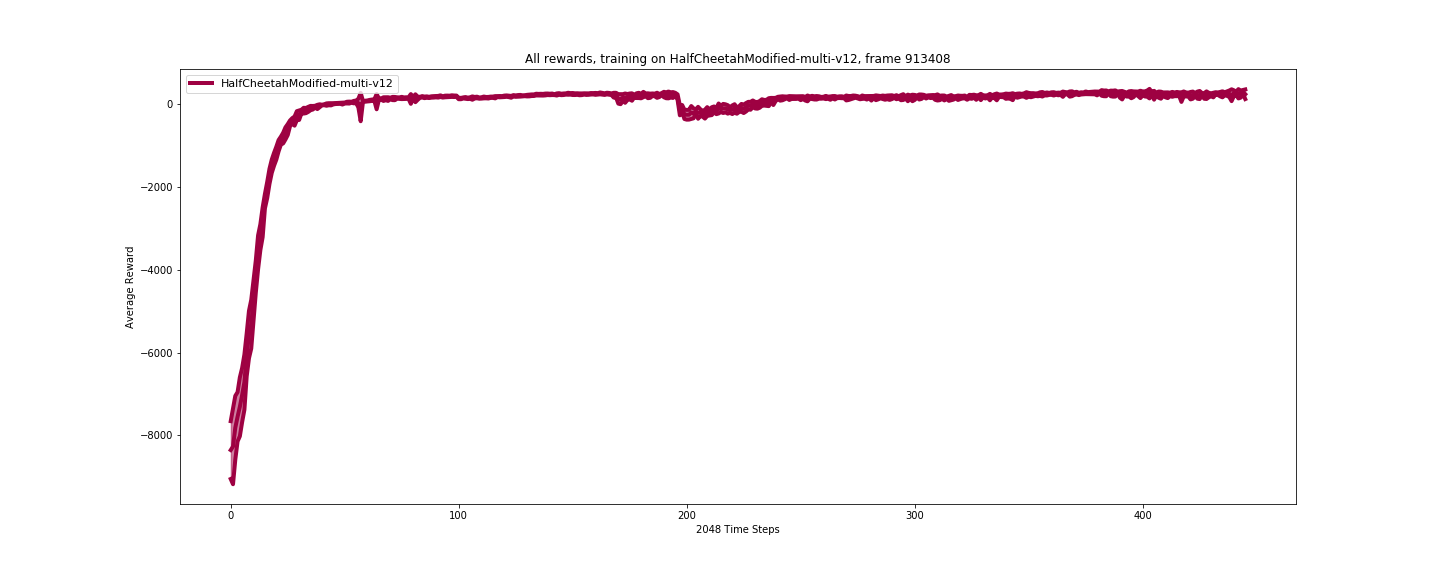 All rewards, training on HalfCheetahModified-multi-v12, frame 913408
HalfCheetahModified-multi-v12
0
−2000
−4000
−6000
−8000
Average Reward
0 100 200 300 400
2048 Time Steps